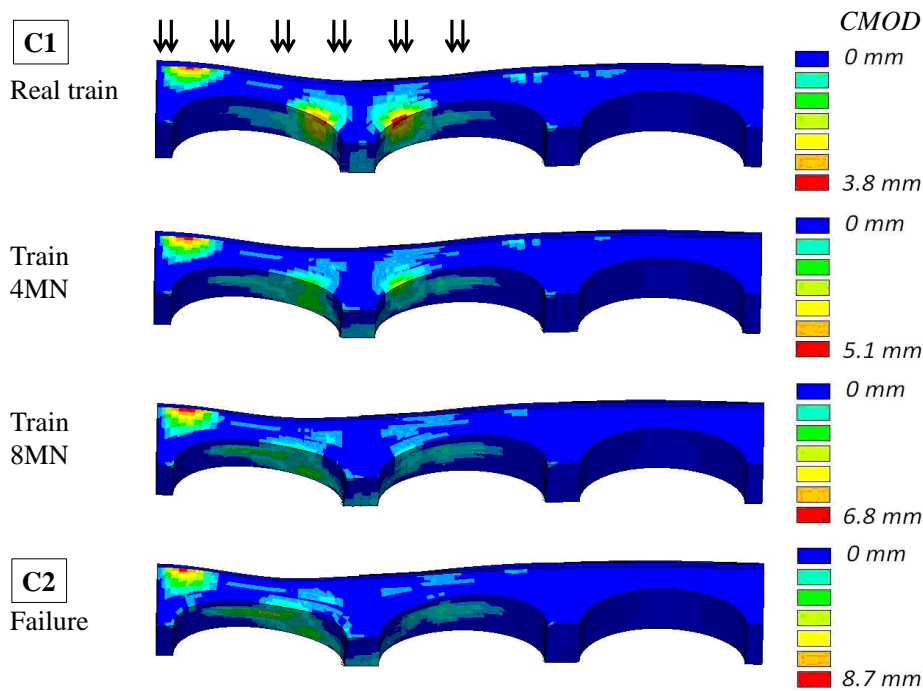 C1
Real train
CMOD
0 mm
3.8 mm
Train
4MN
0 mm
5.1 mm
Train
8MN
0 mm
6.8 mm
C2
Failure
0 mm
8.7 mm